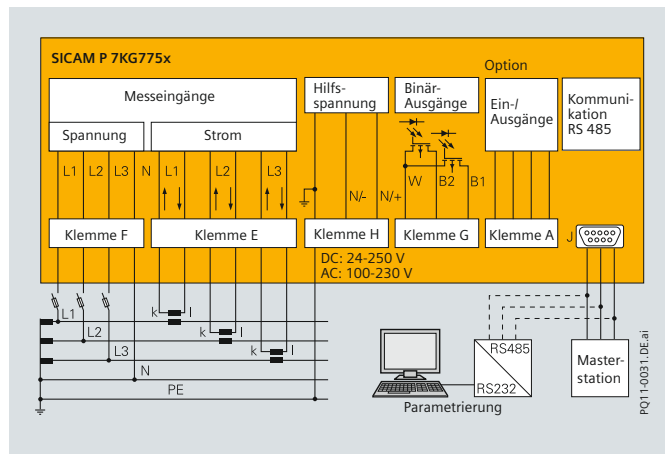 SICAM P 7KG775x
Option
Messeingänge
Hilfs-
spannung
Binär-
Ausgänge
Ein-/
Ausgänge
Kommuni-
kation
RS 485
Spannung
Strom
L1
L2
L3
N
L1
L2
L3
N/-
N/+
W
B2
B1
Klemme F
Klemme E
Klemme H
Klemme G
Klemme A
J
DC: 24-250 V
AC: 100-230 V
L1
k
l
L2
k
l
L3
k
l
N
PE
RS485
RS232
Parametrierung
Master-
station
PQ11-0031.DE.ai